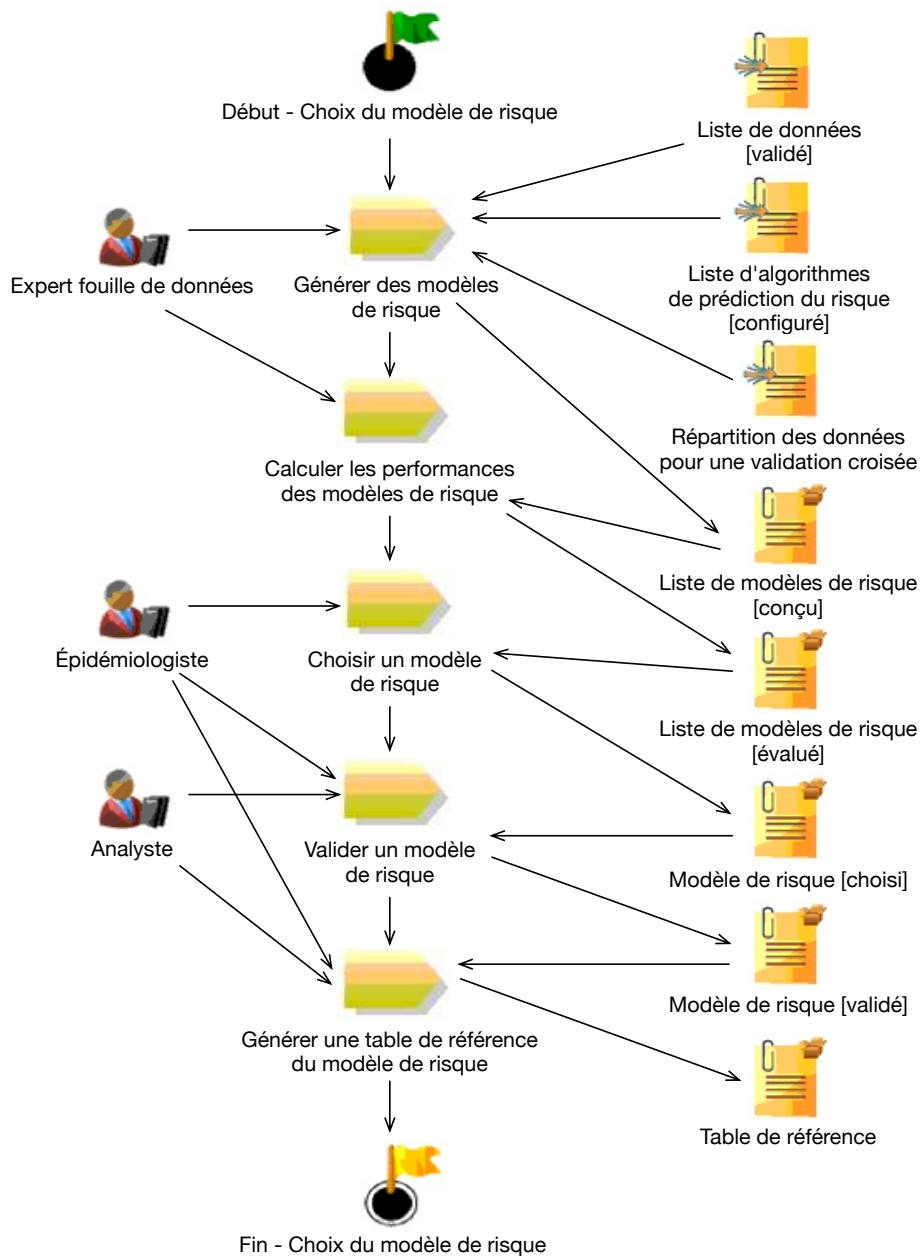 Début - Choix du modèle de risque
Liste de données
[validé]
Expert fouille de données
Générer des modèles
de risque
Liste d'algorithmes
de prédiction du risque
[configuré]
Calculer les performances
des modèles de risque
Répartition des données
pour une validation croisée
Liste de modèles de risque
[conçu]
Épidémiologiste
Choisir un modèle
de risque
Liste de modèles de risque
[évalué]
Analyste
Valider un modèle
de risque
Modèle de risque [choisi]
Modèle de risque [validé]
Générer une table de référence
du modèle de risque
Table de référence
Fin - Choix du modèle de risque